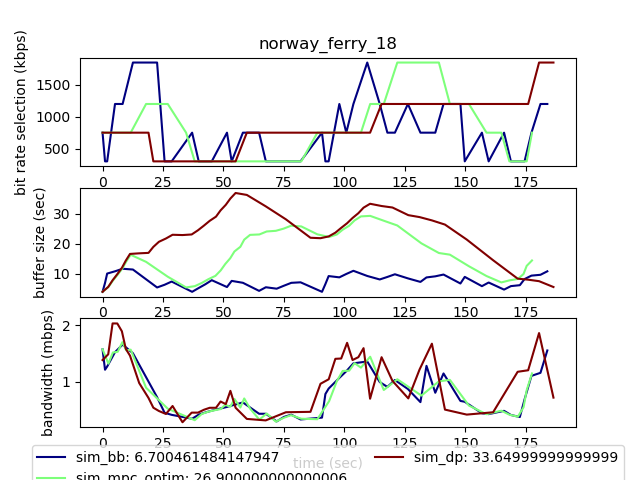 norway_ferry_18
bit rate selection (kbps)
1500
1000
500
0 25 50 75 100 125 150 175
buffer size (sec)
30
20
10
0 25 50 75 100 125 150 175
bandwidth (mbps)
2
1
0 25 50 75 100 125 150 175
time (sec)
sim_bb: 6.700461484147947
sim_mpc_optim: 26.900000000000006
sim_dp: 33.64999999999999